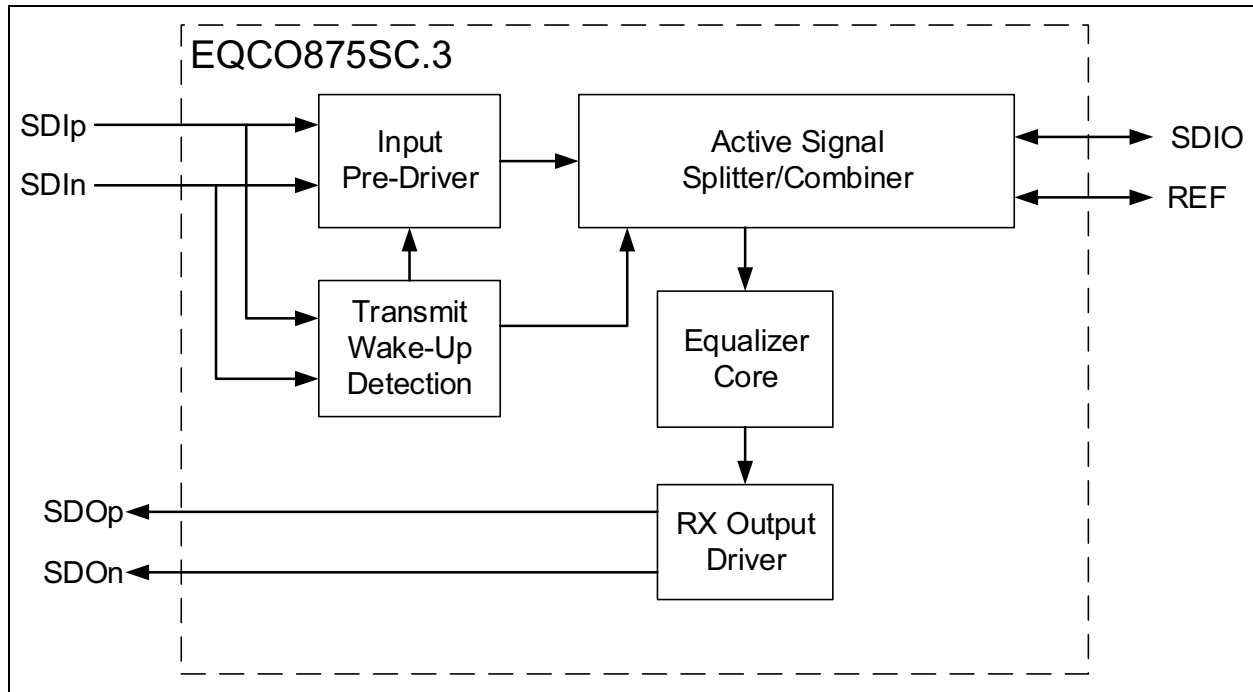 EQCO875SC.3
SDIp
SDIn
Input
Pre-Driver
Active Signal
Splitter/Combiner
SDIO
REF
Transmit
Wake-Up
Detection
Equalizer
Core
SDOp
SDOn
RX Output
Driver